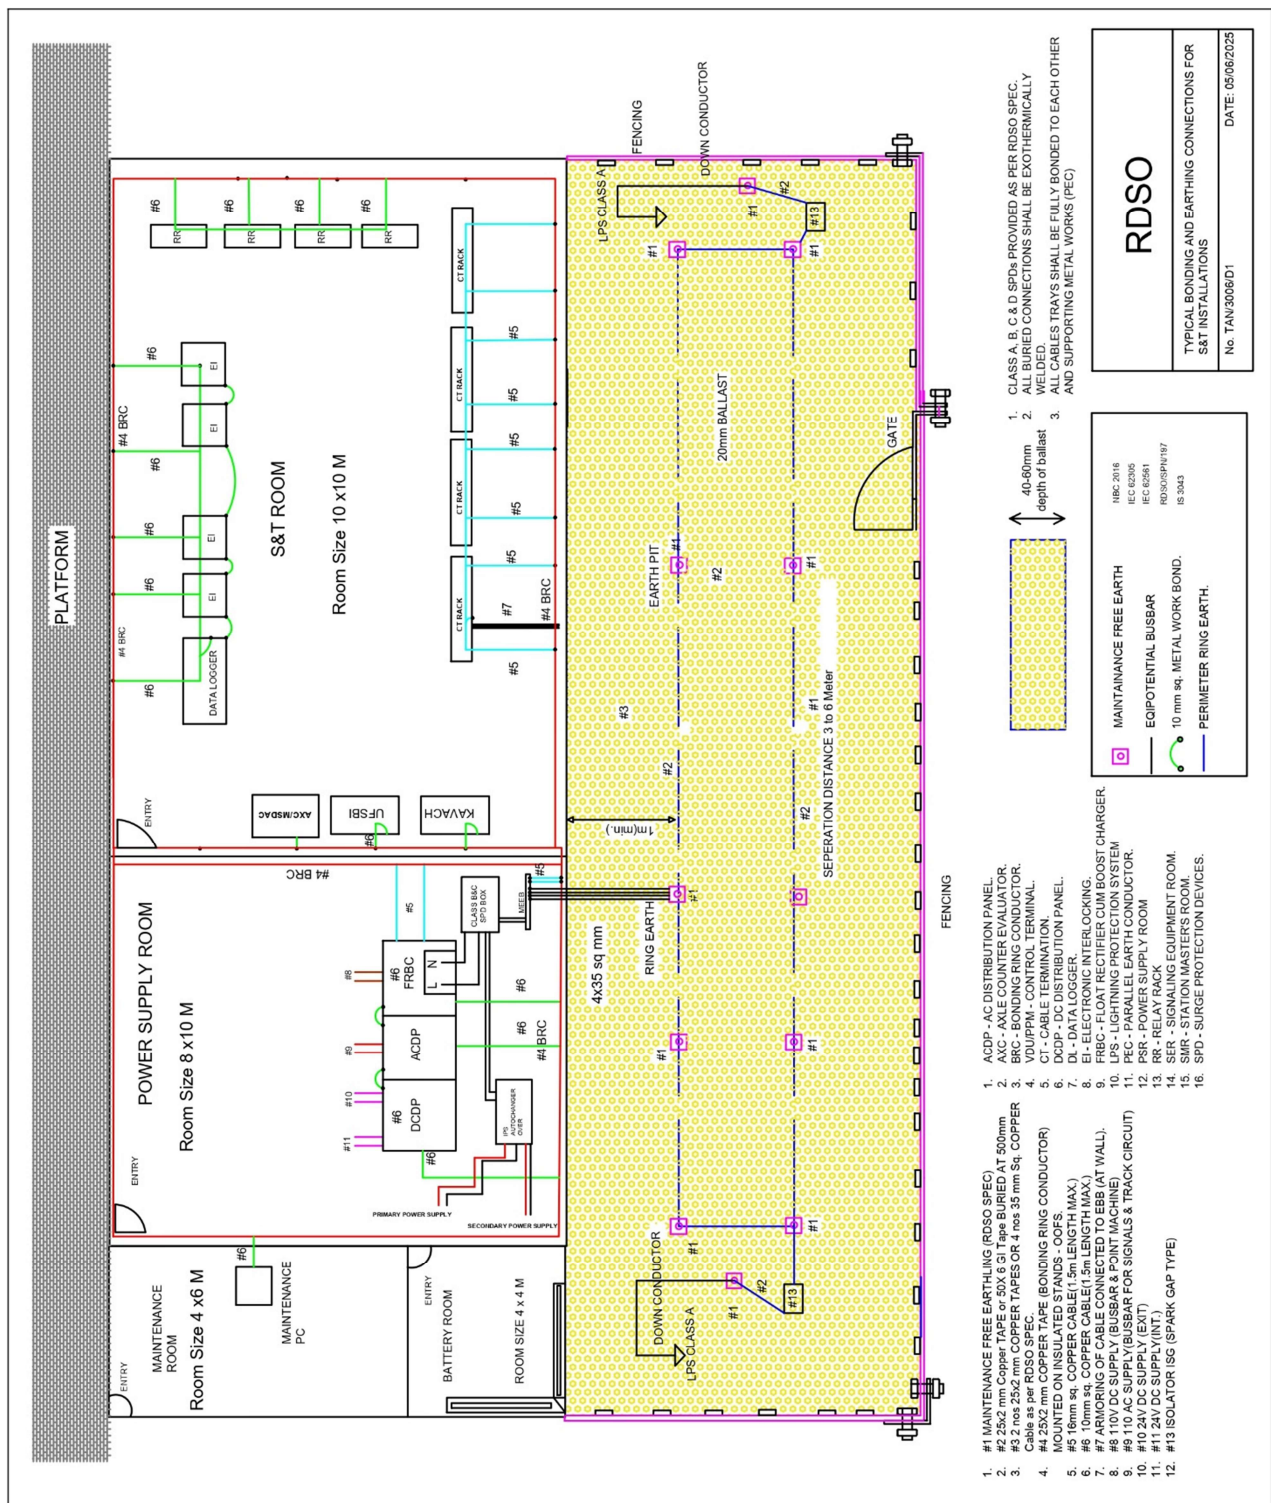 PLATFORM
ENTRY
MAINTENANCE
ROOM
Room Size 4 x6 M
#6
MAINTENANCE
PC
ENTRY
BATTERY ROOM
ROOM SIZE 4 x 4 M
ENTRY
POWER SUPPLY ROOM
Room Size 8 x10 M
#11
#10
#9
#8
#6
DCDP
ACDP
#6
FRBC
L N
#6
#5
#4 BRC
CLASS B&C
SPD BOX
MEEB
#5
IPS
AUTOCHANGER
OVER
PRIMARY POWER SUPPLY
SECONDARY POWER SUPPLY
#6
#6
#4 BRC
ENTRY
#6
#4 BRC
#6
#6
#6
#4 BRC
#6
DATA LOGGER
EI
EI
EI
EI
S&T ROOM
Room Size 10 x10 M
AXC/MSDAC
UFSBI
#6
KAVACH
#6
#6
#6
#6
RR
RR
RR
RR
CT RACK
CT RACK
CT RACK
CT RACK
#5
#7
#4 BRC
#5
#5
#5
#5
#5
LPS CLASS A
DOWN CONDUCTOR
#1
#2
#13
#1
#1
#1
#1
4x35 sq mm
RING EARTH
#1
1m(min.)
#2
#3
#2
SEPERATION DISTANCE 3 to 6 Meter
#1
EARTH PIT
#1
#2
#1
20mm BALLAST
GATE
LPS CLASS A
#1
#1
#1
#2
#13
DOWN CONDUCTOR
FENCING
FENCING
1. #1 MAINTENANCE FREE EARTHLING (RDSO SPEC)
2. #2 25x2 mm Copper TAPE or 50X 6 GI Tape BURIED AT 500mm
3. #3 2 nos 25x2 mm COPPER TAPES OR 4 nos 35 mm Sq. COPPER
Cable as per RDSO SPEC.
4. #4 25X2 mm COPPER TAPE (BONDING RING CONDUCTOR)
MOUNTED ON INSULATED STANDS - OOFS.
5. #5 16mm sq. COPPER CABLE(1.5m LENGTH MAX.)
6. #6 10mm sq. COPPER CABLE(1.5m LENGTH MAX.)
7. #7 ARMORING OF CABLE CONNECTED TO EBB (AT WALL).
8. #8 110V DC SUPPLY (BUSBAR & POINT MACHINE)
9. #9 110 AC SUPPLY(BUSBAR FOR SIGNALS & TRACK CIRCUIT)
10. #10 24V DC SUPPLY (EXIT)
11. #11 24V DC SUPPLY(INT.)
12. #13 ISOLATOR ISG (SPARK GAP TYPE)
1. ACDP - AC DISTRIBUTION PANEL.
2. AXC - AXLE COUNTER EVALUATOR.
3. BRC - BONDING RING CONDUCTOR.
4. VDU/PPM - CONTROL TERMINAL.
5. CT - CABLE TERMINATION.
6. DCDP - DC DISTRIBUTION PANEL.
7. DL - DATA LOGGER.
8. EI - ELECTRONIC INTERLOCKING.
9. FRBC - FLOAT RECTIFIER CUM BOOST CHARGER.
10. LPS - LIGHTNING PROTECTION SYSTEM
11. PEC - PARALLEL EARTH CONDUCTOR.
12. PSR - POWER SUPPLY ROOM
13. RR - RELAY RACK
14. SER - SIGNALING EQUIPMENT ROOM.
15. SMR - STATION MASTER'S ROOM.
16. SPD - SURGE PROTECTION DEVICES.
40-60mm
depth of ballast
MAINTAINANCE FREE EARTH
EQIPOTENTIAL BUSBAR
10 mm sq. METAL WORK BOND.
PERIMETER RING EARTH.
NBC 2016
IEC 62305
IEC 62561
RDSO/SPN/197
IS 3043
1. CLASS A, B, C & D SPDs PROVIDED AS PER RDSO SPEC.
2. ALL BURIED CONNECTIONS SHALL BE EXOTHERMICALLY
WELDED.
3. ALL CABLES TRAYS SHALL BE FULLY BONDED TO EACH OTHER
AND SUPPORTING METAL WORKS (PEC)
RDSO
TYPICAL BONDING AND EARTHING CONNECTIONS FOR
S&T INSTALLATIONS
No. TAN/3006/D1
DATE: 05/06/2025